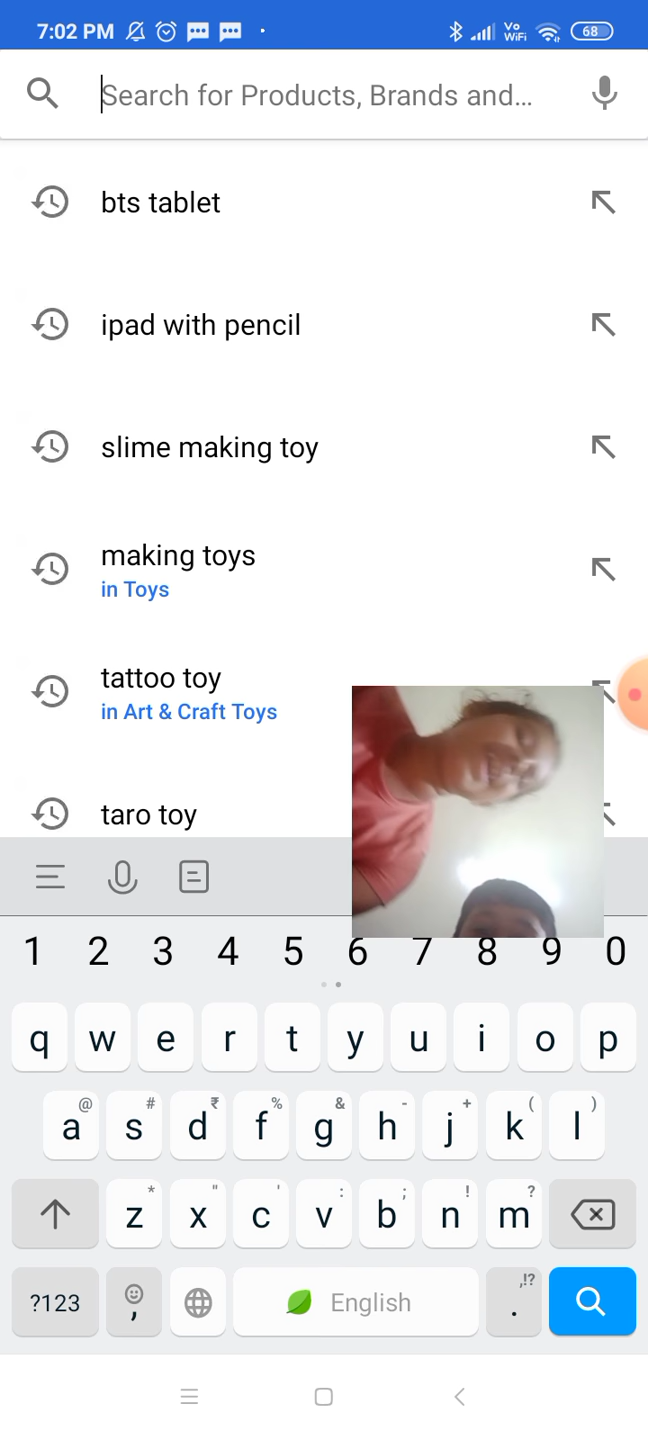 7:02 PM
Vo
WiFi
68
Search for Products, Brands and...
bts tablet
ipad with pencil
slime making toy
making toys
in Toys
tattoo toy
in Art & Craft Toys
taro toy
1 2 3 4 5 6 7 8 9 0
q w e r t y u i o p
@ # ₹ % & - + ( )
a s d f g h j k l
* " ' : ; ! ?
z x c v b n m
?123 , English . ,!?